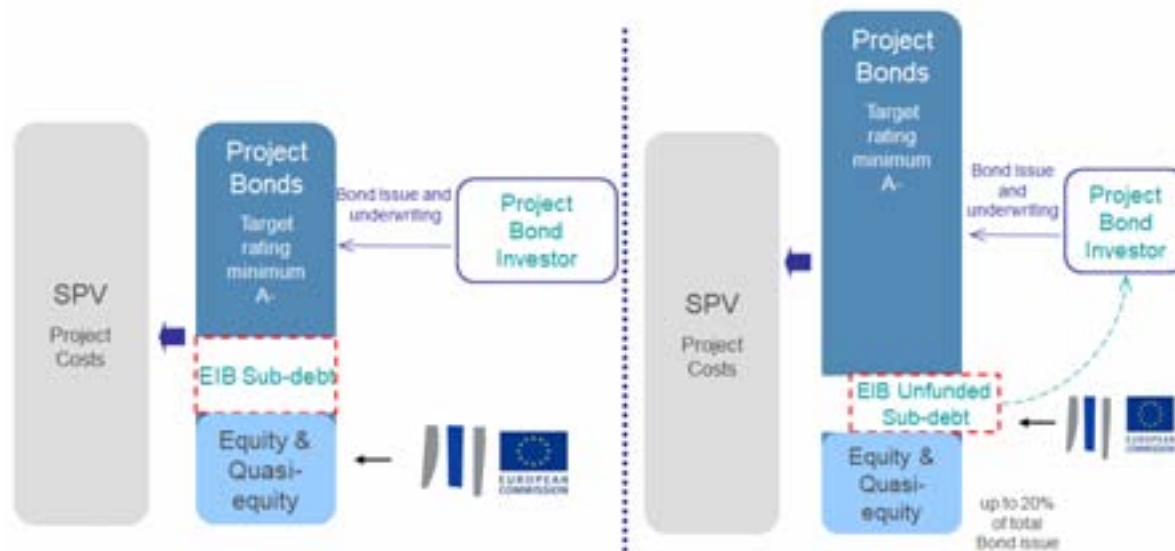 SPV
Project
Costs
Project
Bonds
Target
rating
minimum
A-
EIB Sub-debt
Equity &
Quasi-
equity
Bond issue and
underwriting
Project
Bond
Investor
EUROPEAN
COMMISSION
SPV
Project
Costs
Project
Bonds
Target
rating
minimum
A-
EIB Unfunded
Sub-debt
Equity &
Quasi-
equity
Bond issue
and
underwriting
Project
Bond
Investor
EUROPEAN
COMMISSION
up to 20%
of total
Bond issue